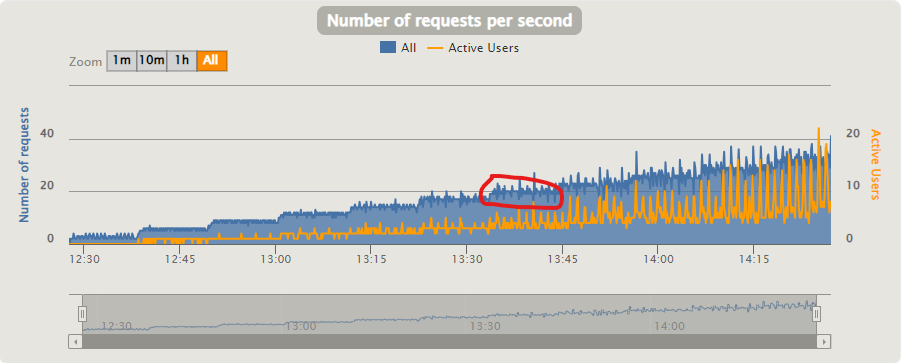 Number of requests per second
All Active Users
Zoom 1m 10m 1h All
Number of requests
40
20
0
20
10
0
Active Users
12:30 12:45 13:00 13:15 13:30 13:45 14:00 14:15
12:30 13:00 13:30 14:00